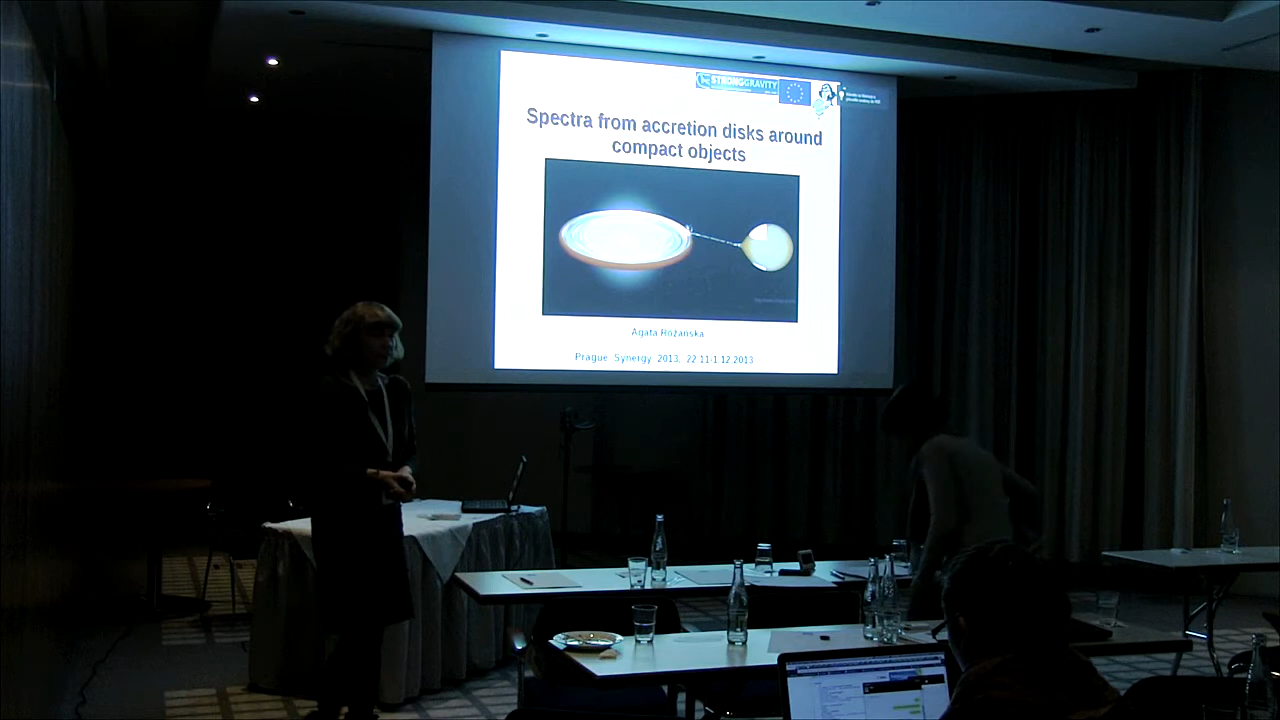 STRONGGRAVITY
Spectra from accretion disks around
compact objects
Agata Różańska
Prague Synergy 2013, 22.11-1.12.2013